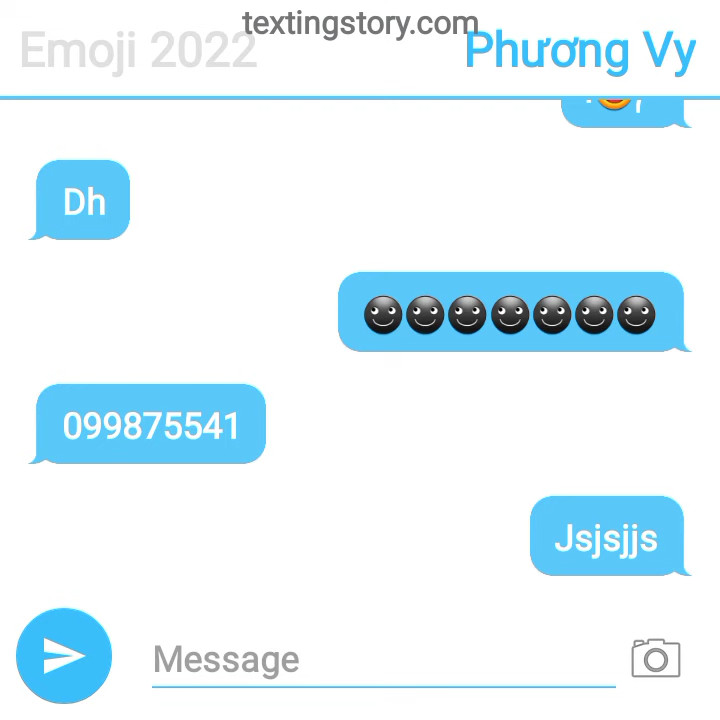 textingstory.com
Emoji 2022 Phương Vy
Dh
☻☻☻☻☻☻☻
099875541
Jsjsjjs
Message